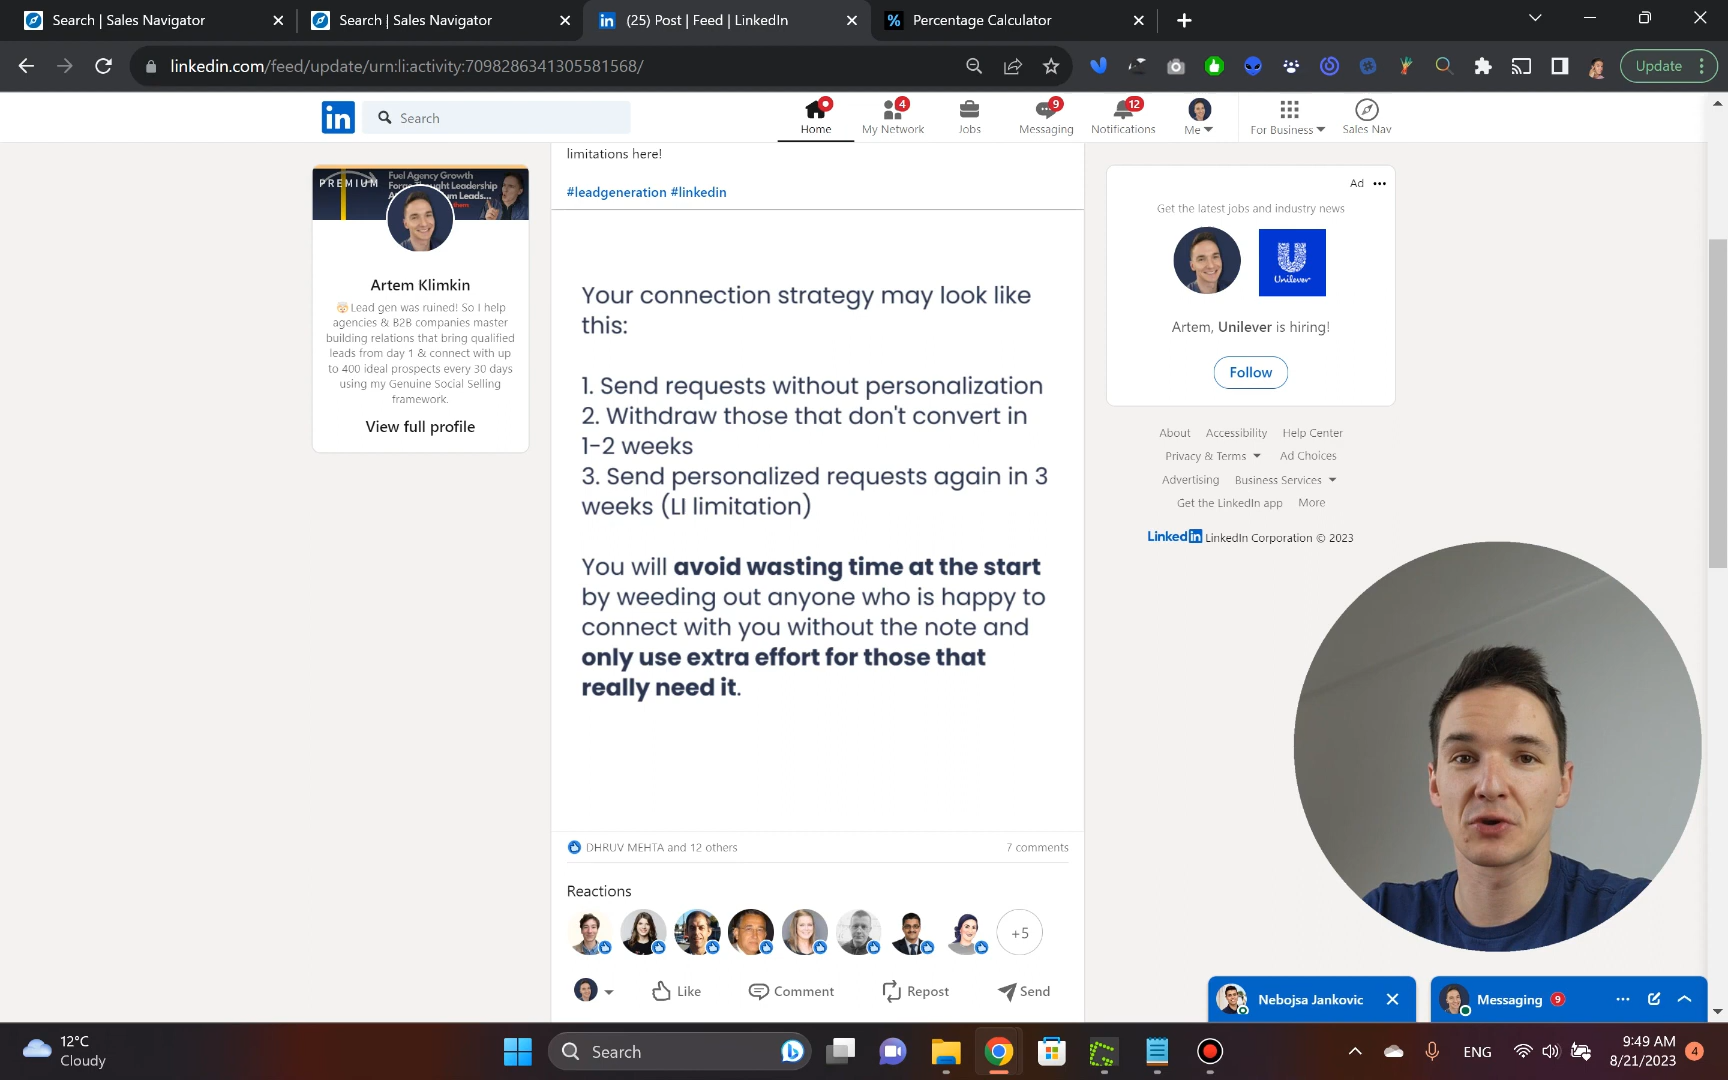 Search | Sales Navigator
Search | Sales Navigator
(25) Post | Feed | LinkedIn
Percentage Calculator
linkedin.com/feed/update/urn:li:activity:7098286341305581568/
Update
Search
Home
4
My Network
Jobs
9
Messaging
12
Notifications
Me
For Business
Sales Nav
PREMIUM
Fuel Agency Growth
Artem Klimkin
Lead gen was ruined! So I help
agencies & B2B companies master
building relations that bring qualified
leads from day 1 & connect with up
to 400 ideal prospects every 30 days
using my Genuine Social Selling
framework.
View full profile
limitations here!
#leadgeneration #linkedin
Your connection strategy may look like
this:
1. Send requests without personalization
2. Withdraw those that don't convert in
1-2 weeks
3. Send personalized requests again in 3
weeks (LI limitation)
You will avoid wasting time at the start
by weeding out anyone who is happy to
connect with you without the note and
only use extra effort for those that
really need it.
DHRUV MEHTA and 12 others
7 comments
Reactions
+5
Like
Comment
Repost
Send
Ad
Get the latest jobs and industry news
Unilever
Artem, Unilever is hiring!
Follow
About Accessibility Help Center
Privacy & Terms Ad Choices
Advertising Business Services
Get the LinkedIn app More
LinkedIn LinkedIn Corporation © 2023
Nebojsa Jankovic
Messaging 9
12°C
Cloudy
Search
ENG
9:49 AM
8/21/2023
4